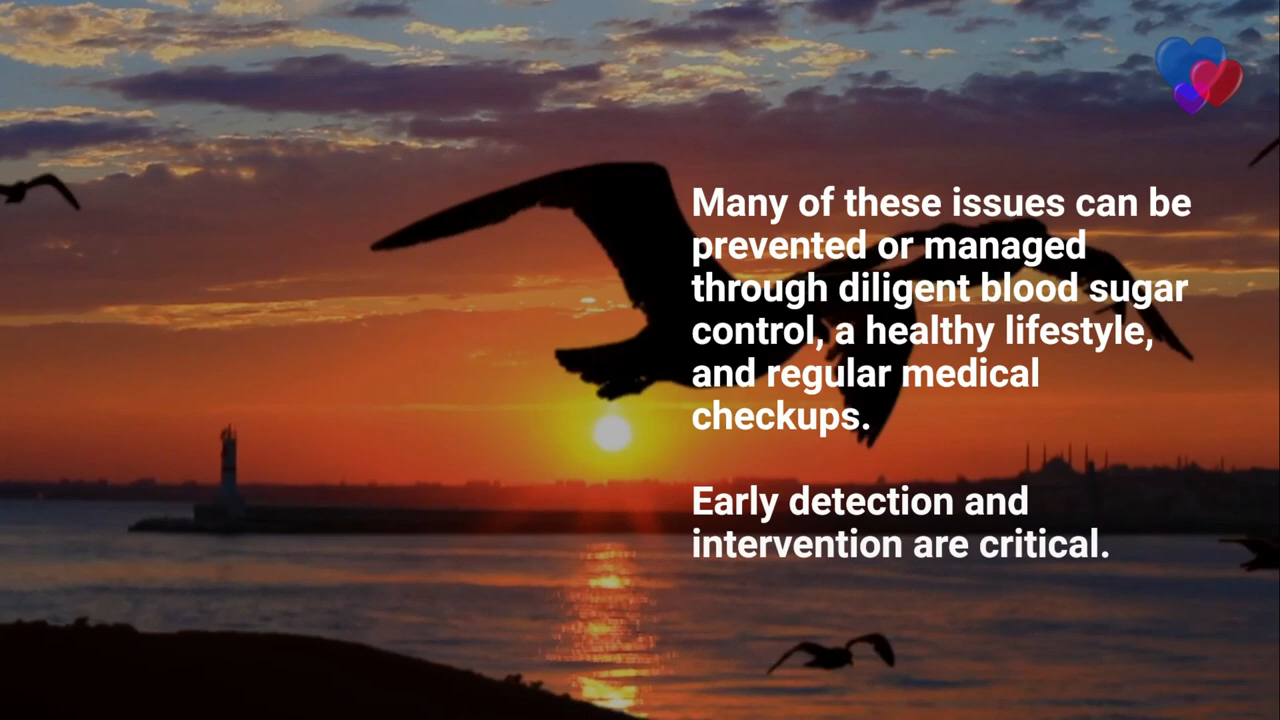 Many of these issues can be
prevented or managed
through diligent blood sugar
control, a healthy lifestyle,
and regular medical
checkups.
Early detection and
intervention are critical.